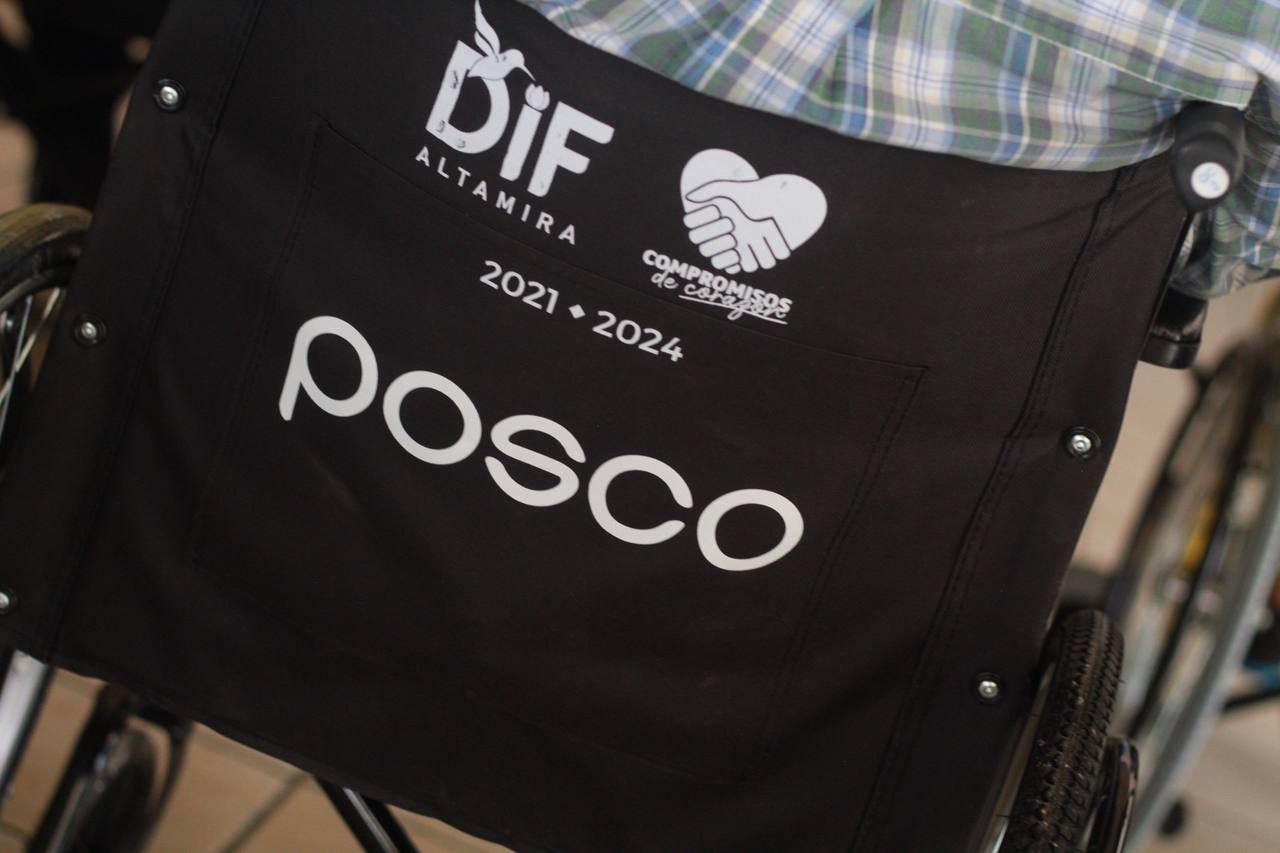 DIF
ALTAMIRA
COMPROMISOS
de corazón
2021 ◆ 2024
posco